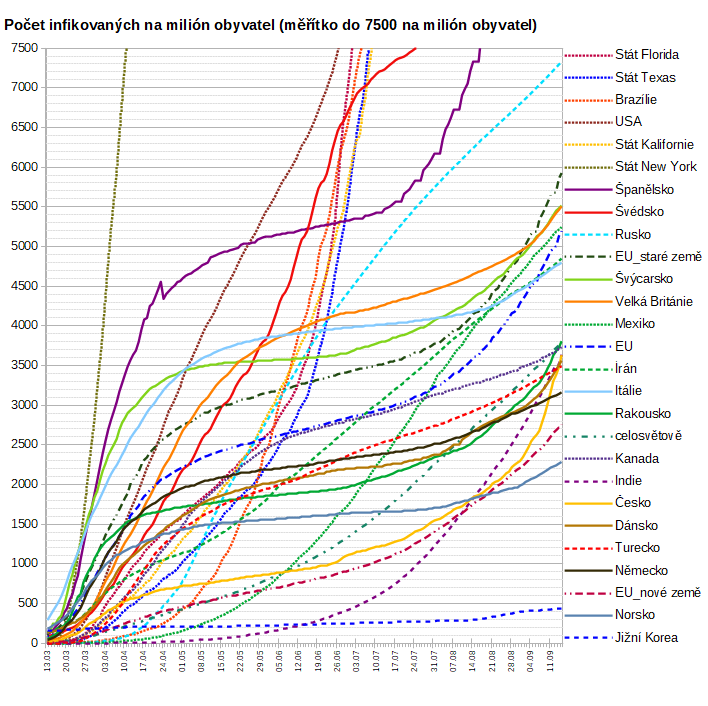 Počet infikovaných na milión obyvatel (měřítko do 7500 na milión obyvatel)
7500
7000
6500
6000
5500
5000
4500
4000
3500
3000
2500
2000
1500
1000
500
0
13.03
20.03
27.03
03.04
10.04
17.04
24.04
01.05
08.05
15.05
22.05
29.05
05.06
12.06
19.06
26.06
03.07
10.07
17.07
24.07
31.07
07.08
14.08
21.08
28.08
04.09
11.09
Stát Florida
Stát Texas
Brazílie
USA
Stát Kalifornie
Stát New York
Španělsko
Švédsko
Rusko
EU_staré země
Švýcarsko
Velká Británie
Mexiko
EU
Írán
Itálie
Rakousko
celosvětově
Kanada
Indie
Česko
Dánsko
Turecko
Německo
EU_nové země
Norsko
Jižní Korea